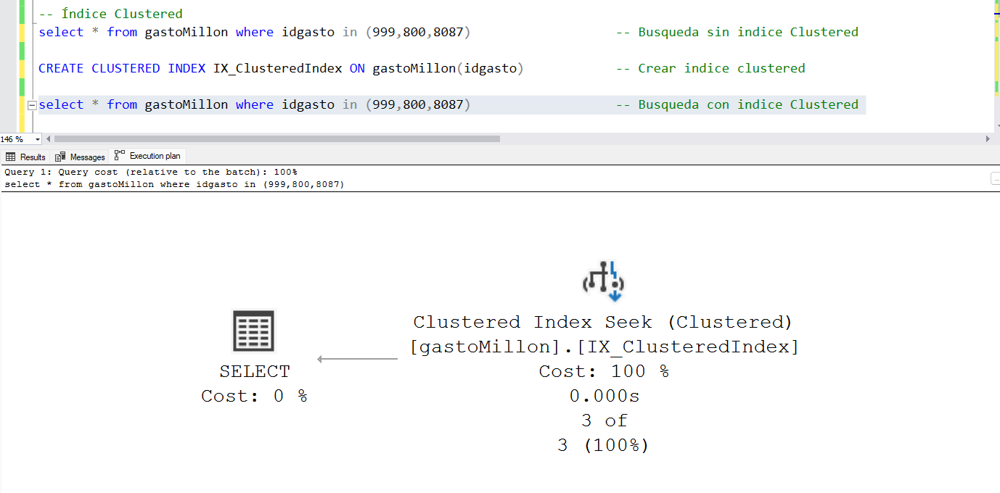 -- Índice Clustered
select * from gastoMillon where idgasto in (999,800,8087) -- Busqueda sin indice Clustered
CREATE CLUSTERED INDEX IX_ClusteredIndex ON gastoMillon(idgasto) -- Crear indice clustered
select * from gastoMillon where idgasto in (999,800,8087) -- Busqueda con indice Clustered
146 %
Results Messages Execution plan
Query 1: Query cost (relative to the batch): 100%
select * from gastoMillon where idgasto in (999,800,8087)
SELECT
Cost: 0 %
Clustered Index Seek (Clustered)
[gastoMillon].[IX_ClusteredIndex]
Cost: 100 %
0.000s
3 of
3 (100%)